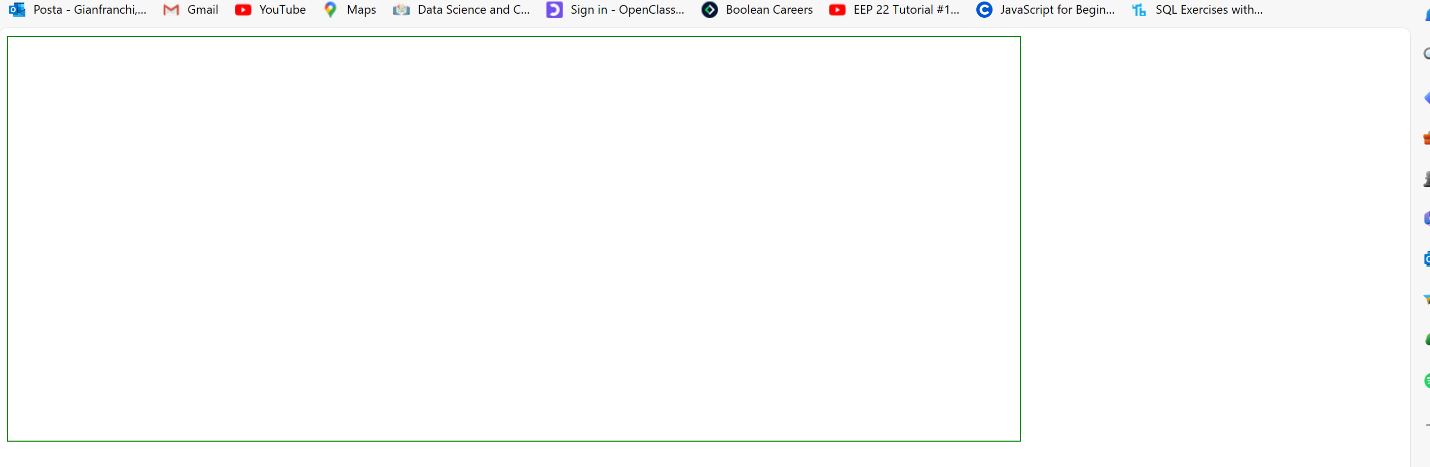 Posta - Gianfranchi,... Gmail YouTube Maps Data Science and C... Sign in - OpenClass... Boolean Careers EEP 22 Tutorial #1... JavaScript for Begin... SQL Exercises with...